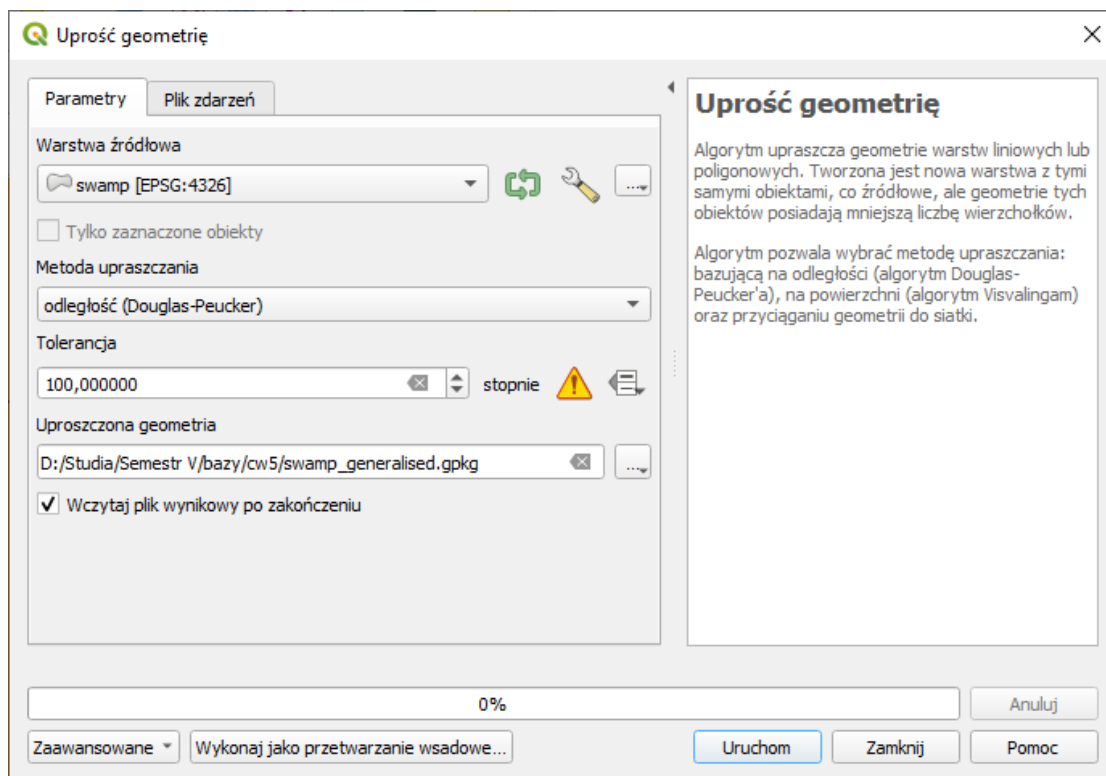 Uprość geometrię
Parametry
Plik zdarzeń
Warstwa źródłowa
swamp [EPSG:4326]
...
Tylko zaznaczone obiekty
Metoda upraszczania
odległość (Douglas-Peucker)
Tolerancja
100,000000
stopnie
Uproszczona geometria
D:/Studia/Semestr V/bazy/cw5/swamp_generalised.gpkg
...
Wczytaj plik wynikowy po zakończeniu
Uprość geometrię
Algorytm upraszcza geometrie warstw liniowych lub
poligonowych. Tworzona jest nowa warstwa z tymi
samymi obiektami, co źródłowe, ale geometrie tych
obiektów posiadają mniejszą liczbę wierzchołków.
Algorytm pozwala wybrać metodę upraszczania:
bazującą na odległości (algorytm Douglas-
Peucker'a), na powierzchni (algorytm Visvalingam)
oraz przyciąganiu geometrii do siatki.
0%
Anuluj
Zaawansowane
Wykonaj jako przetwarzanie wsadowe...
Uruchom
Zamknij
Pomoc